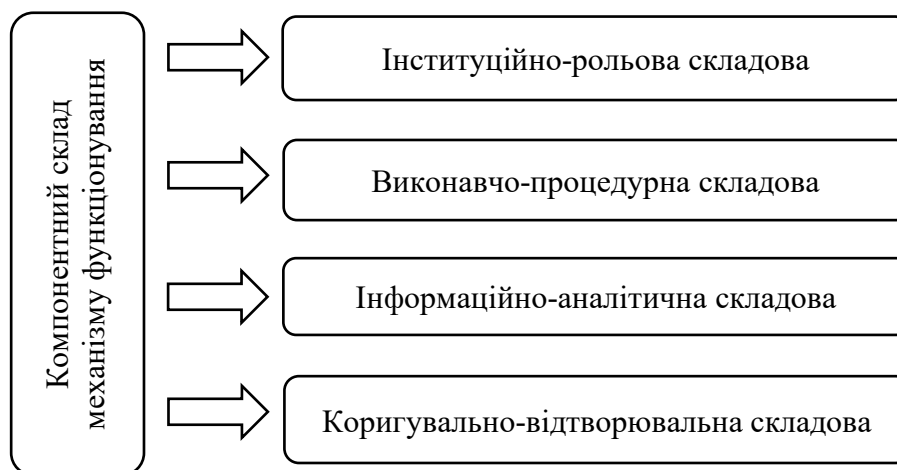 Компонентний склад
механізму функціонування
Інституційно-рольова складова
Виконавчо-процедурна складова
Інформаційно-аналітична складова
Коригувально-відтворювальна складова